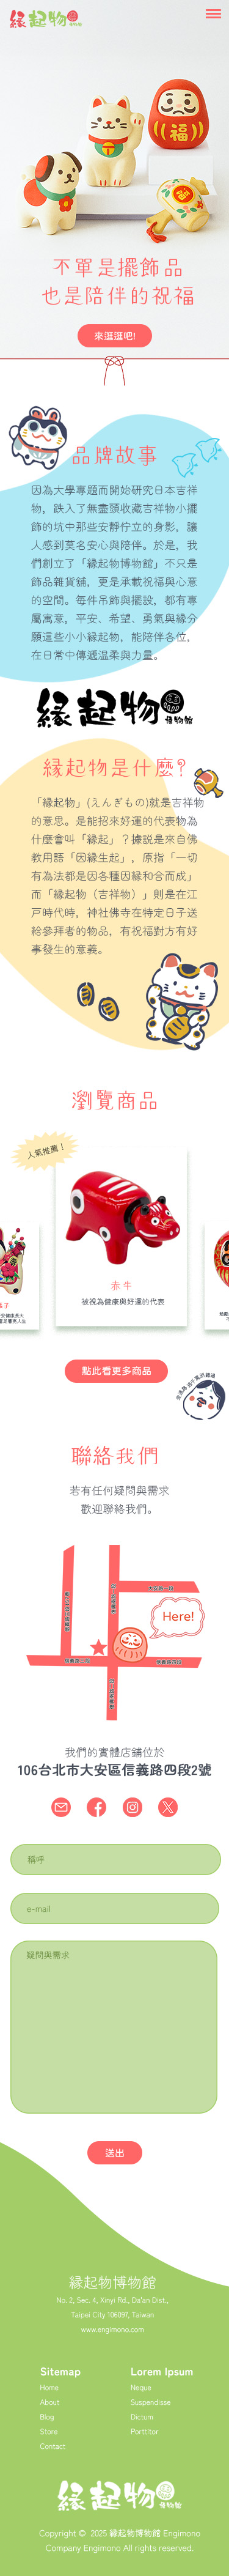 緣起物博物館
福
不單是擺飾品
也是陪伴的祝福
來逛逛吧!
品牌故事
因為大學專題而開始研究日本吉祥
物，跌入了無盡頭收藏吉祥物小擺
飾的坑中那些安靜佇立的身影，讓
人感到莫名安心與陪伴。於是，我
們創立了「緣起物博物館」不只是
飾品雜貨舖，更是承載祝福與心意
的空間。每件吊飾與擺設，都有專
屬寓意，平安、希望、勇氣與緣分
願這些小小緣起物，能陪伴各位，
在日常中傳遞温柔與力量。
緣起物博物館
緣起物是什麼?
「緣起物」(えんぎもの)就是吉祥物
的意思。是能招來好運的代表物為
什麼會叫「緣起」？據說是來自佛
教用語「因緣生起」，原指「一切
有為法都是因各種因緣和合而成」
而「緣起物（吉祥物）」則是在江
戸時代時，神社佛寺在特定日子送
給參拜者的物品，有祝福對方有好
事發生的意義。
瀏覽商品
人氣推薦！
赤牛
被視為健康與好運的代表
點此看更多商品
聯絡我們
若有任何疑問與需求
歡迎聯絡我們。
Here!
我們的實體店鋪位於
106台北市大安區信義路四段2號
稱呼
e-mail
疑問與需求
送出
緣起物博物館
No. 2, Sec. 4, Xinyi Rd., Da'an Dist.,
Taipei City 106097, Taiwan
www.engimono.com
Sitemap
Home
About
Blog
Store
Contact
Lorem Ipsum
Neque
Suspendisse
Dictum
Porttitor
緣起物博物館
Copyright © 2025 緣起物博物館 Engimono
Company Engimono All rights reserved.